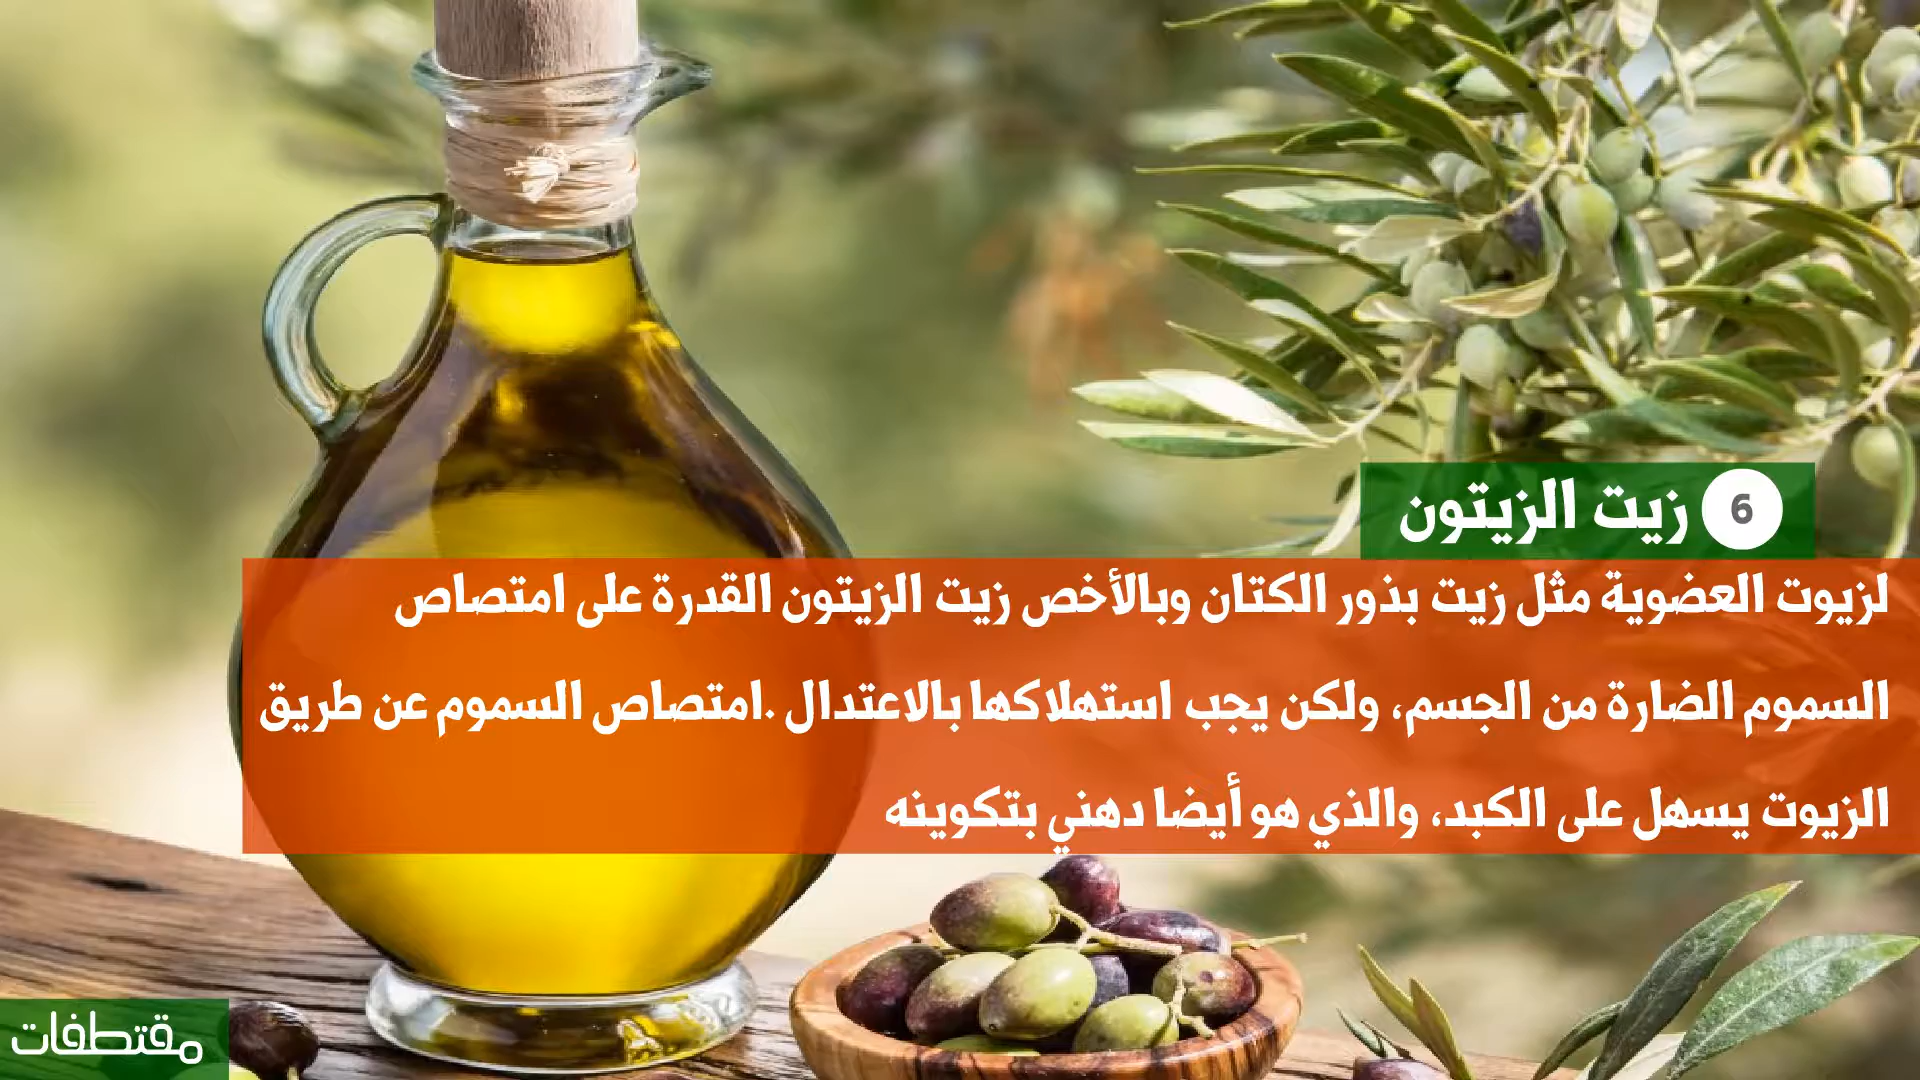 6 زيت الزيتون
لزيوت العضوية مثل زيت بذور الكتان وبالأخص زيت الزيتون القدرة على امتصاص
السموم الضارة من الجسم، ولكن يجب استهلاكها بالاعتدال .امتصاص السموم عن طريق
الزيوت يسهل على الكبد، والذي هو أيضا دهني بتكوينه
مقتطفات